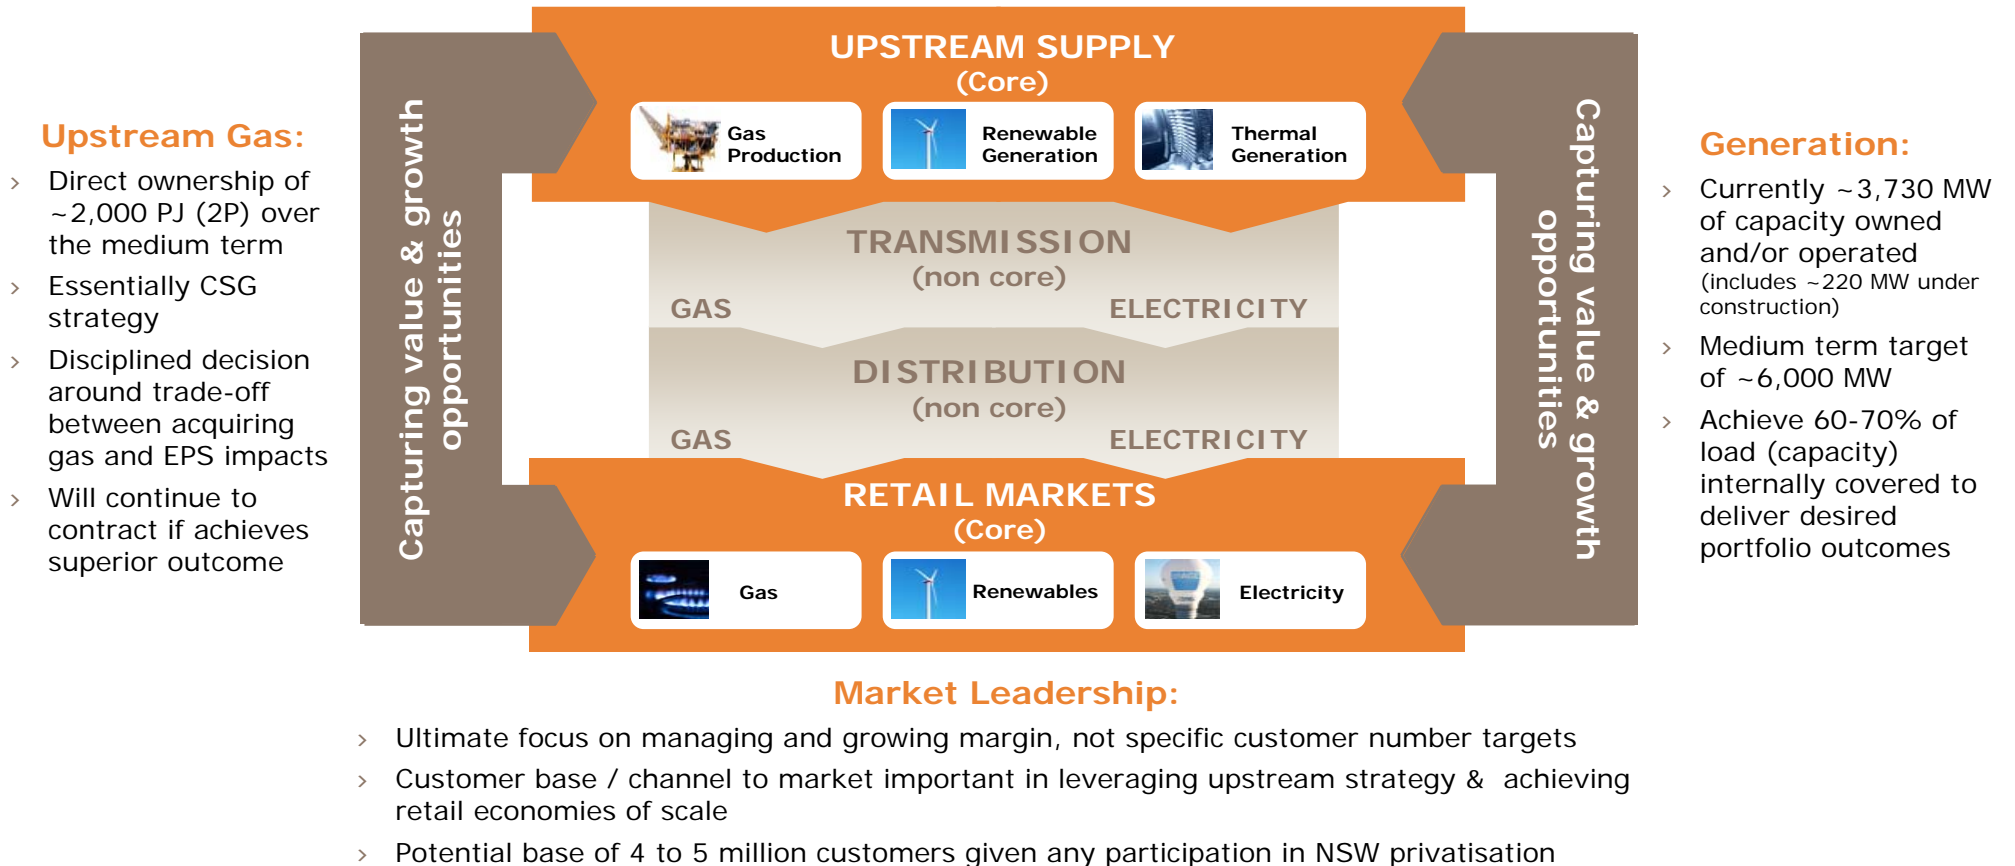 UPSTREAM SUPPLY
(Core)
Gas
Production
Renewable
Generation
Thermal
Generation
Upstream Gas:
› Direct ownership of
~2,000 PJ (2P) over
the medium term
› Essentially CSG
strategy
› Disciplined decision
around trade-off
between acquiring
gas and EPS impacts
› Will continue to
contract if achieves
superior outcome
Capturing value & growth
opportunities
TRANSMISSION
(non core)
GAS
ELECTRICITY
DISTRIBUTION
(non core)
GAS
ELECTRICITY
RETAIL MARKETS
(Core)
Gas
Renewables
Electricity
Capturing value & growth
opportunities
Generation:
› Currently ~3,730 MW
of capacity owned
and/or operated
(includes ~220 MW under
construction)
› Medium term target
of ~6,000 MW
› Achieve 60-70% of
load (capacity)
internally covered to
deliver desired
portfolio outcomes
Market Leadership:
› Ultimate focus on managing and growing margin, not specific customer number targets
› Customer base / channel to market important in leveraging upstream strategy & achieving
retail economies of scale
› Potential base of 4 to 5 million customers given any participation in NSW privatisation